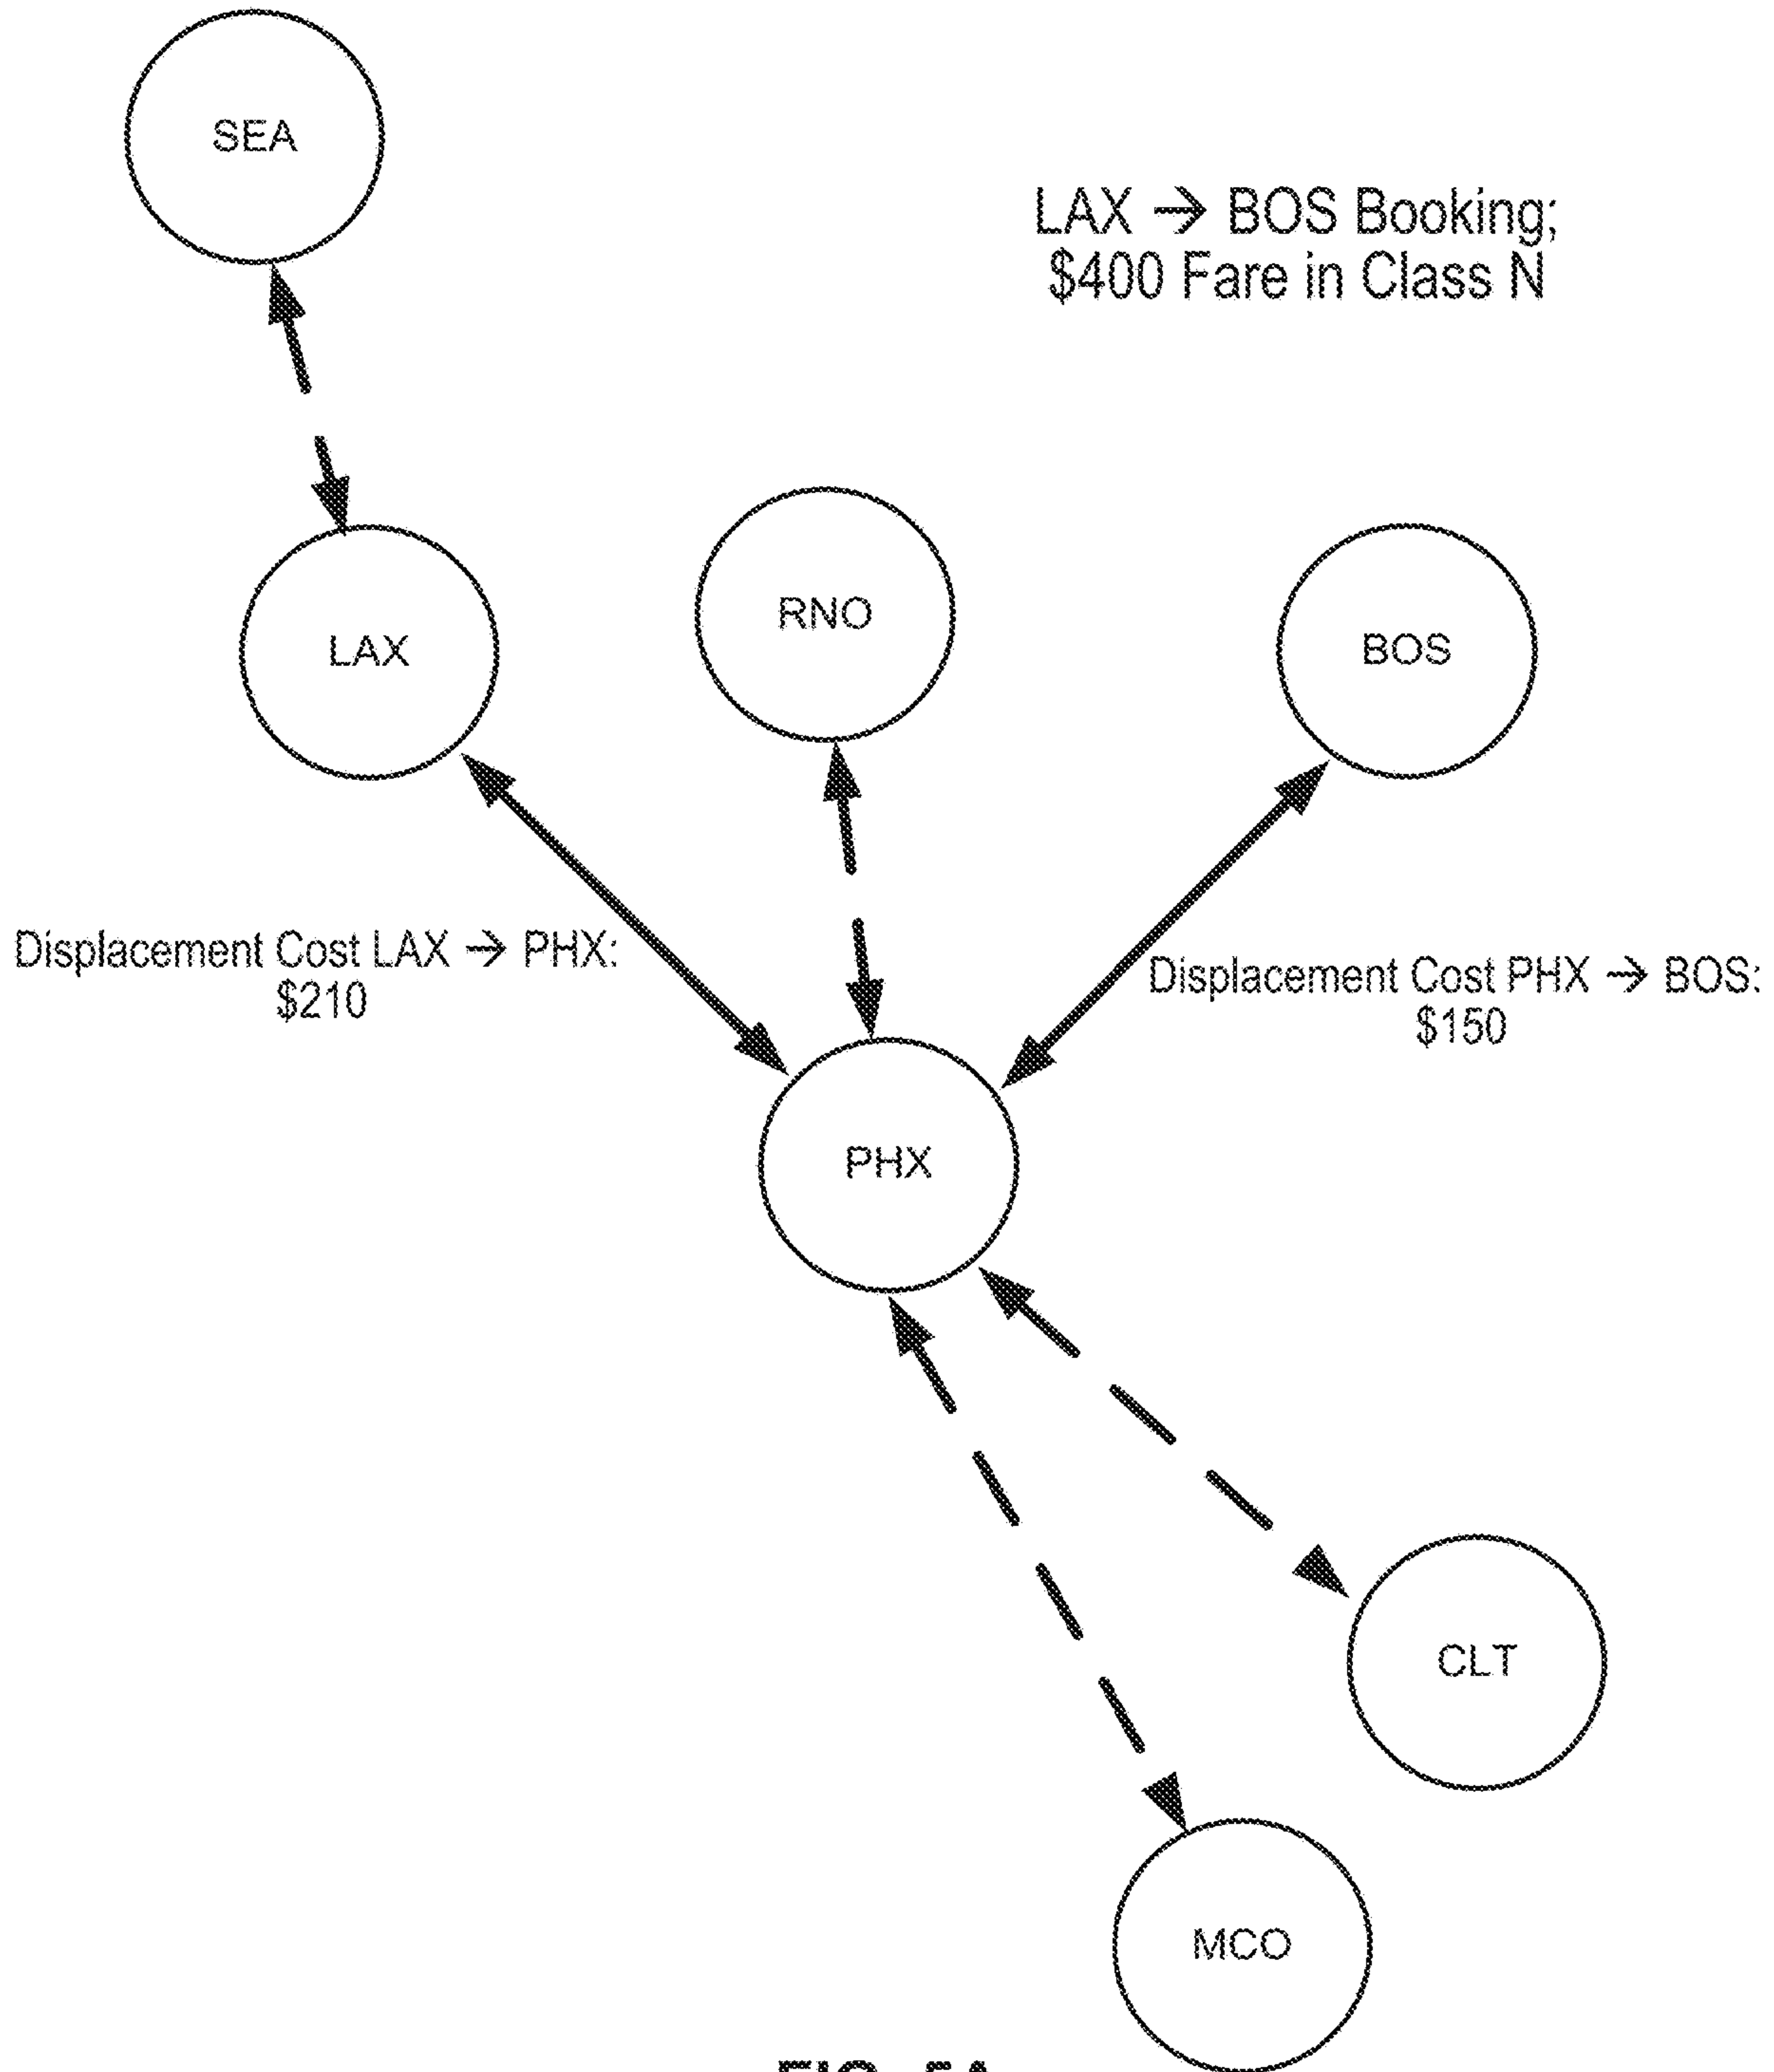 SEA
LAX → BOS Booking;
$400 Fare in Class N
RNO
LAX
BOS
Displacement Cost LAX → PHX:
$210
Displacement Cost PHX → BOS:
$150
PHX
CLT
MCO